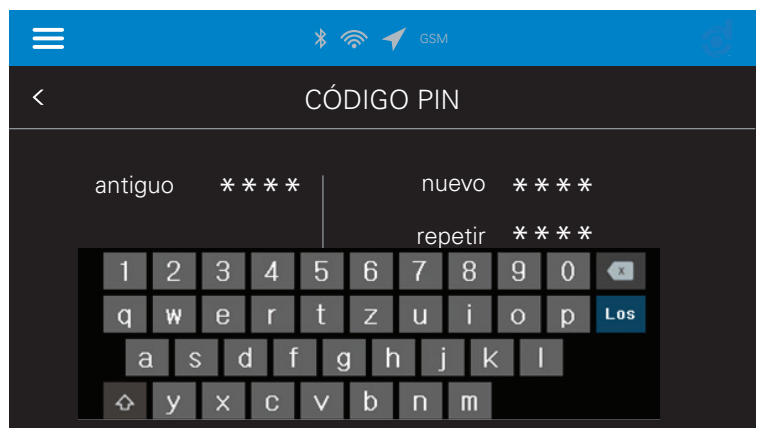 GSM
CÓDIGO PIN
antiguo **** nuevo ****
repetir ****
1 2 3 4 5 6 7 8 9 0 x
q w e r t z u i o p Los
a s d f g h j k l
y x c v b n m